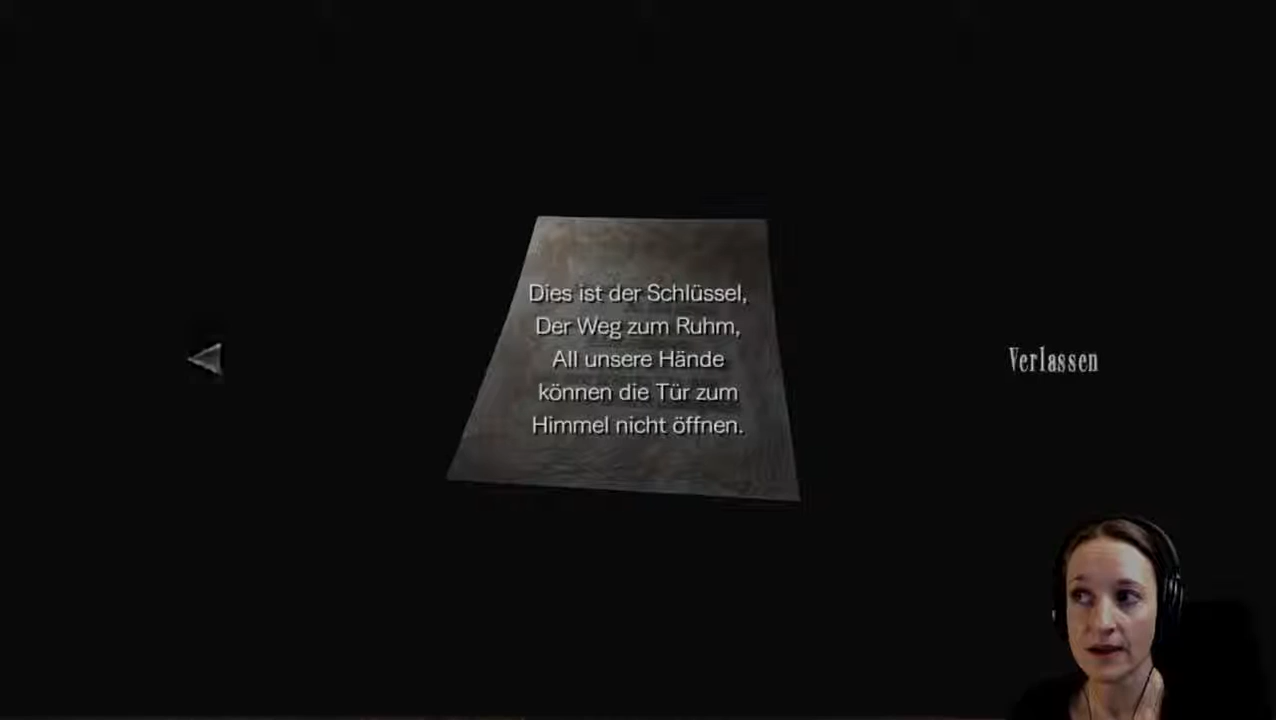 Dies ist der Schlüssel,
Der Weg zum Ruhm,
All unsere Hände
können die Tür zum
Himmel nicht öffnen.
Verlassen